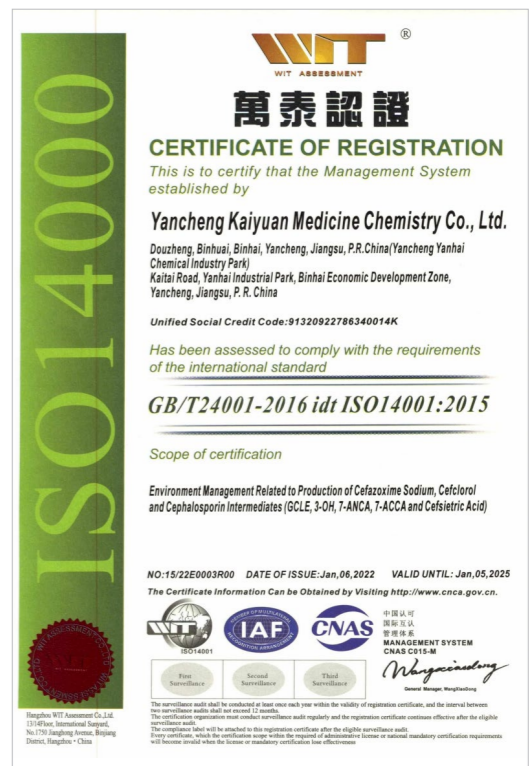 WIT
®
WIT ASSESSMENT
萬泰認證
CERTIFICATE OF REGISTRATION
This is to certify that the Management System
established by
Yancheng Kaiyuan Medicine Chemistry Co., Ltd.
Douzheng, Binhuai, Binhai, Yancheng, Jiangsu, P.R.China(Yancheng Yanhai
Chemical Industry Park)
Kaitai Road, Yanhai Industrial Park, Binhai Economic Development Zone,
Yancheng, Jiangsu, P. R. China
Unified Social Credit Code:91320922786340014K
Has been assessed to comply with the requirements
of the international standard
GB/T24001-2016 idt ISO14001:2015
Scope of certification
Environment Management Related to Production of Cefazoxime Sodium, Cefclorol
and Cephalosporin Intermediates (GCLE, 3-OH, 7-ANCA, 7-ACCA and Cefsietric Acid)
NO:15/22E0003R00 DATE OF ISSUE:Jan,06,2022 VALID UNTIL: Jan,05,2025
The Certificate Information Can be Obtained by Visiting http://www.cnca.gov.cn.
ISO14000
WIT
ISO14001
IAF
CNAS
中国认可
国际互认
管理体系
MANAGEMENT SYSTEM
CNAS C015-M
General Manager, WangXiaoDong
First
Surveillance
Second
Surveillance
Third
Surveillance
WIT
Hangzhou WIT Assessment Co.,Ltd.
13/14Floor, International Sunyard,
No.1750 Jianghong Avenue, Binjiang
District, Hangzhou • China
The surveillance audit shall be conducted at least once each year within the validity of registration certificate, and the interval between
two surveillance audits shall not exceed 12 months.
The certification organization must conduct surveillance audit regularly and the registration certificate continues effective after the eligible
surveillance audit.
The compliance label will be attached to this registration certificate after the eligible surveillance audit.
Every certificate, which the certification scope within the required of administrative license or national mandatory certification requirements
will become invalid when the license or mandatory certification lose effectiveness